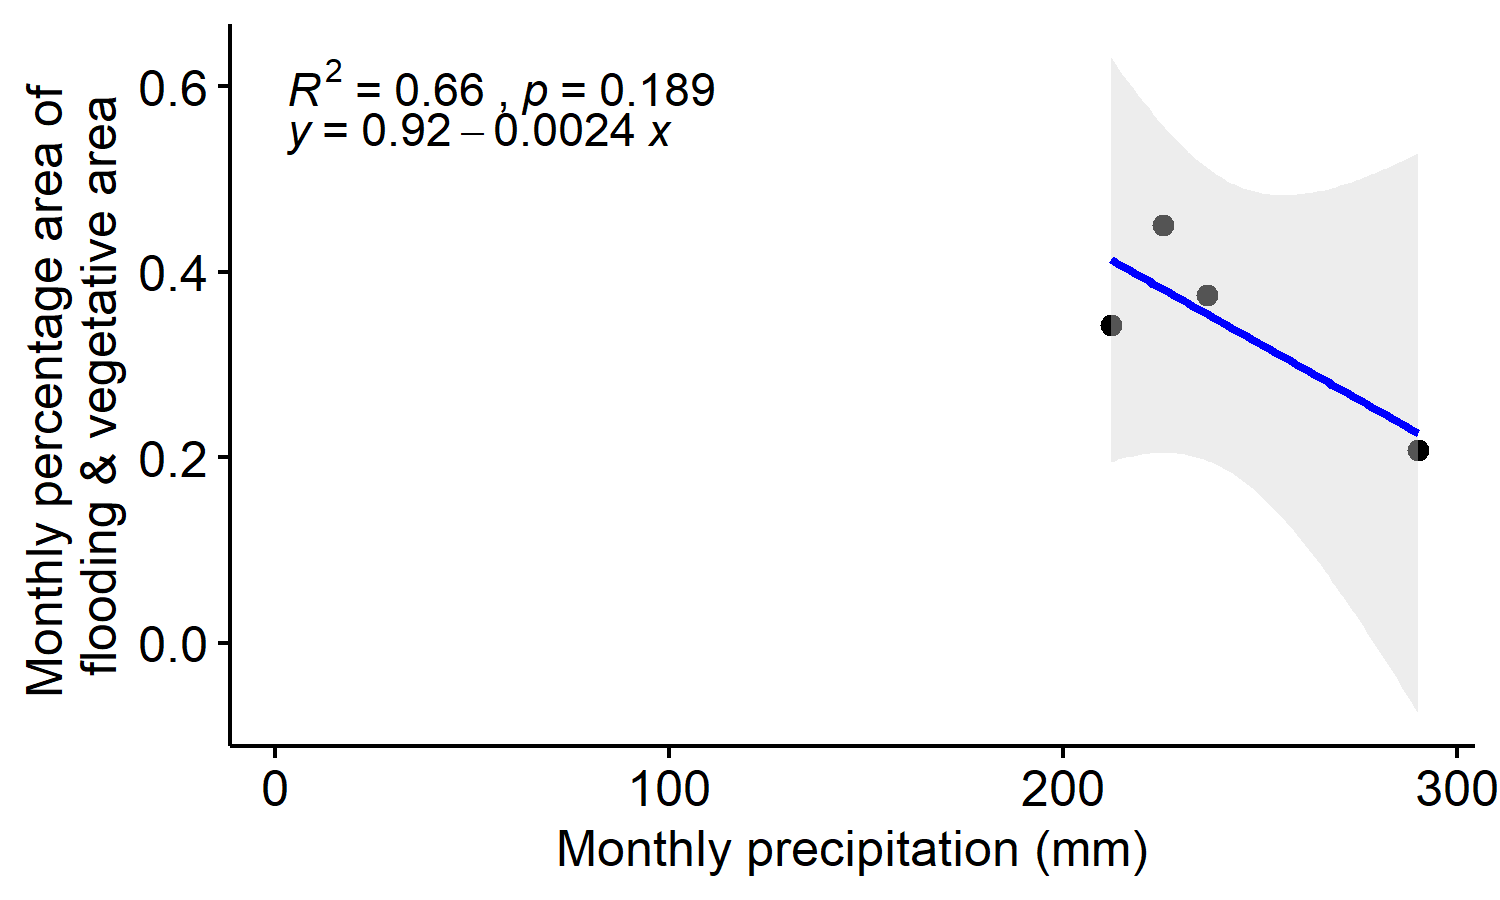 R² = 0.66 , p = 0.189
y = 0.92 – 0.0024 x
Monthly percentage area of
flooding & vegetative area
0.6
0.4
0.2
0.0
0 100 200 300
Monthly precipitation (mm)